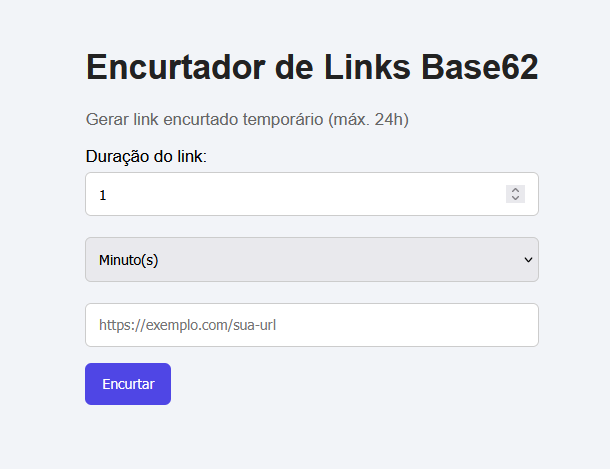 Encurtador de Links Base62
Gerar link encurtado temporário (máx. 24h)
Duração do link:
1
Minuto(s)
https://exemplo.com/sua-url
Encurtar